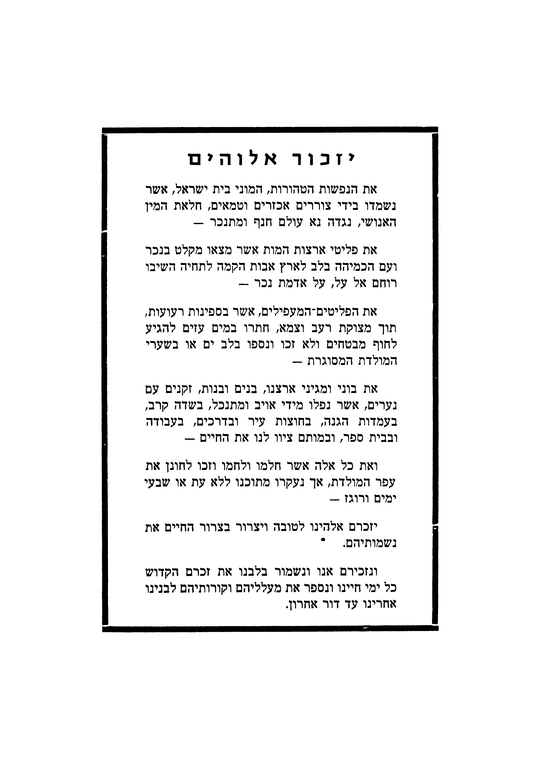 יזכור אלוהים
את הנפשות הטהורות, המוני בית ישראל, אשר
נשמדו בידי צוררים אכזרים וטמאים, חלאת המין
האנושי, נגדה נא עולם חנף ומתנכר —
את פליטי ארצות המות אשר מצאו מקלט בנכר
ועם הכמיהה בלב לארץ אבות הקמה לתחיה השיבו
רוחם אל על, על אדמת נכר —
את הפליטים־המעפילים, אשר בספינות רעועות,
תוך מצוקת רעב וצמא, חתרו במים עזים להגיע
לחוף מבטחים ולא זכו ונספו בלב ים או בשערי
המולדת המסוגרת —
את בוני ומגיני ארצנו, בנים ובנות, זקנים עם
נערים, אשר נפלו מידי אויב ומתנכל, בשדה קרב,
בעמדות הגנה, בחוצות עיר ובדרכים, בעבודה
ובבית ספר, ובמותם ציוו לנו את החיים —
ואת כל אלה אשר חלמו ולחמו וזכו לחונן את
עפר המולדת, אך נעקרו מתוכנו ללא עת או שבעי
ימים ורוגז —
יזכרם אלהינו לטובה ויצרור בצרור החיים את
נשמותיהם.
ונזכירם אנו ונשמור בלבנו את זכרם הקדוש
כל ימי חיינו ונספר את מעלליהם וקורותיהם לבנינו
אחרינו עד דור אחרון.